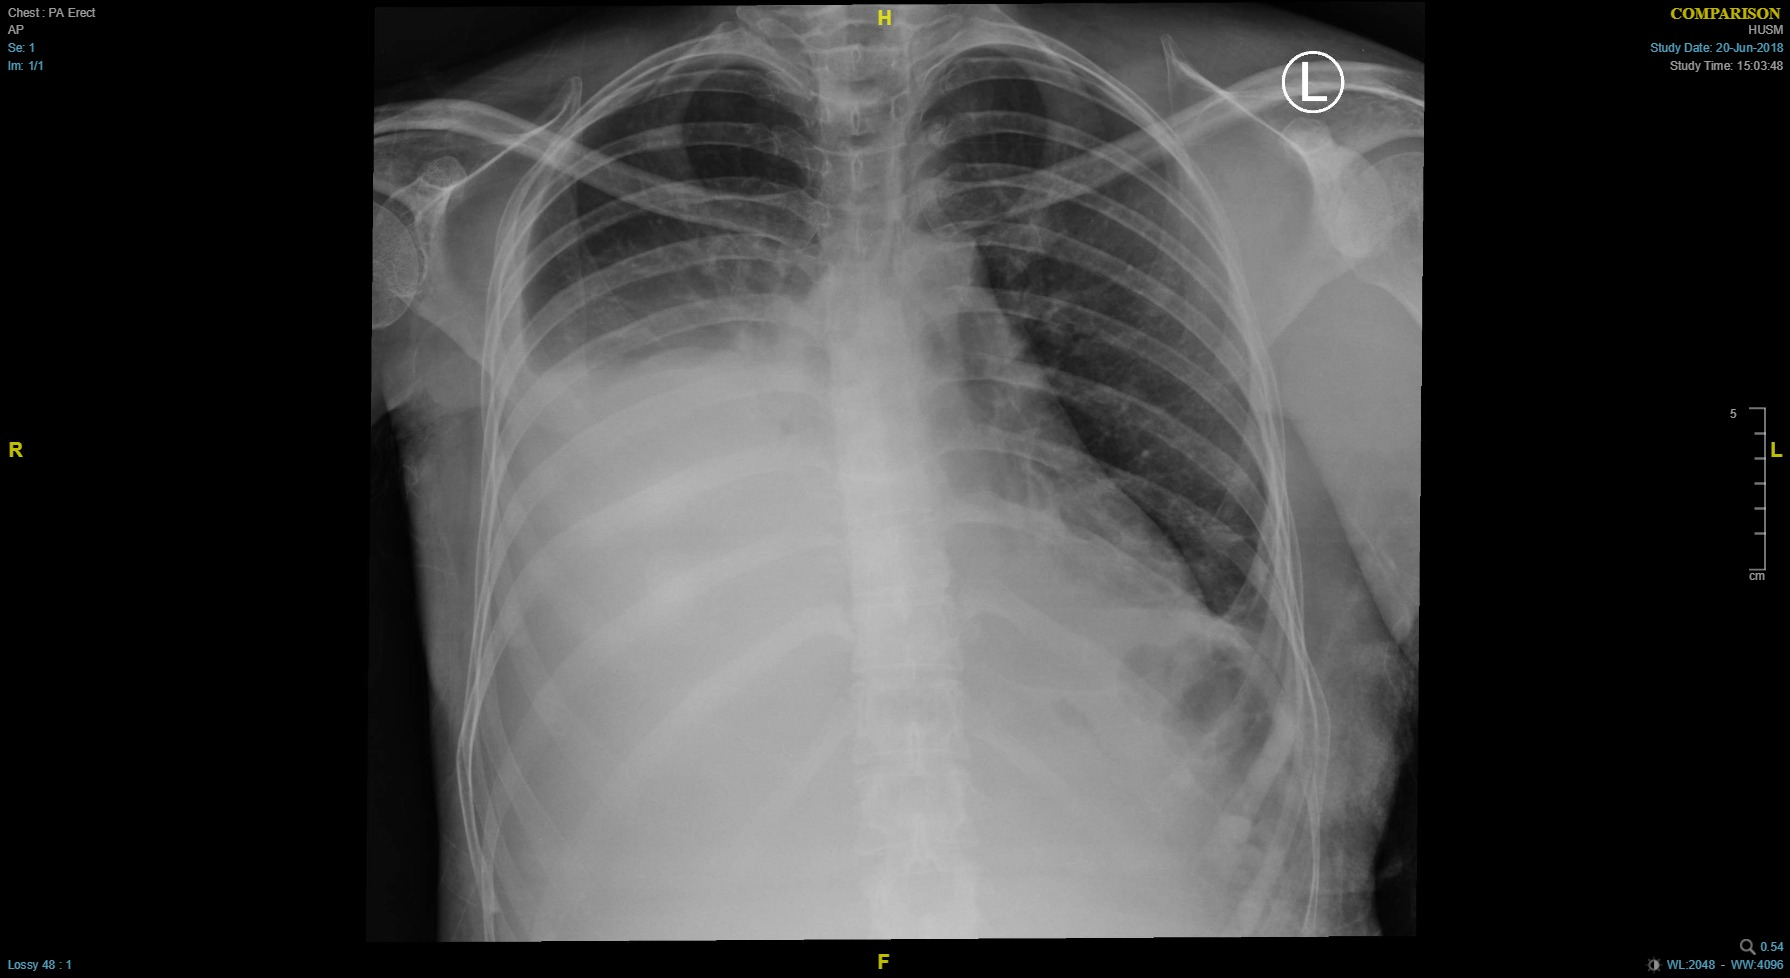 Chest : PA Erect
AP
Se: 1
Im: 1/1
H
COMPARISON
HUSM
Study Date: 20-Jun-2018
Study Time: 15:03:48
L
R
5
L
cm
F
Lossy 48 : 1
0.54
WL:2048 - WW:4096